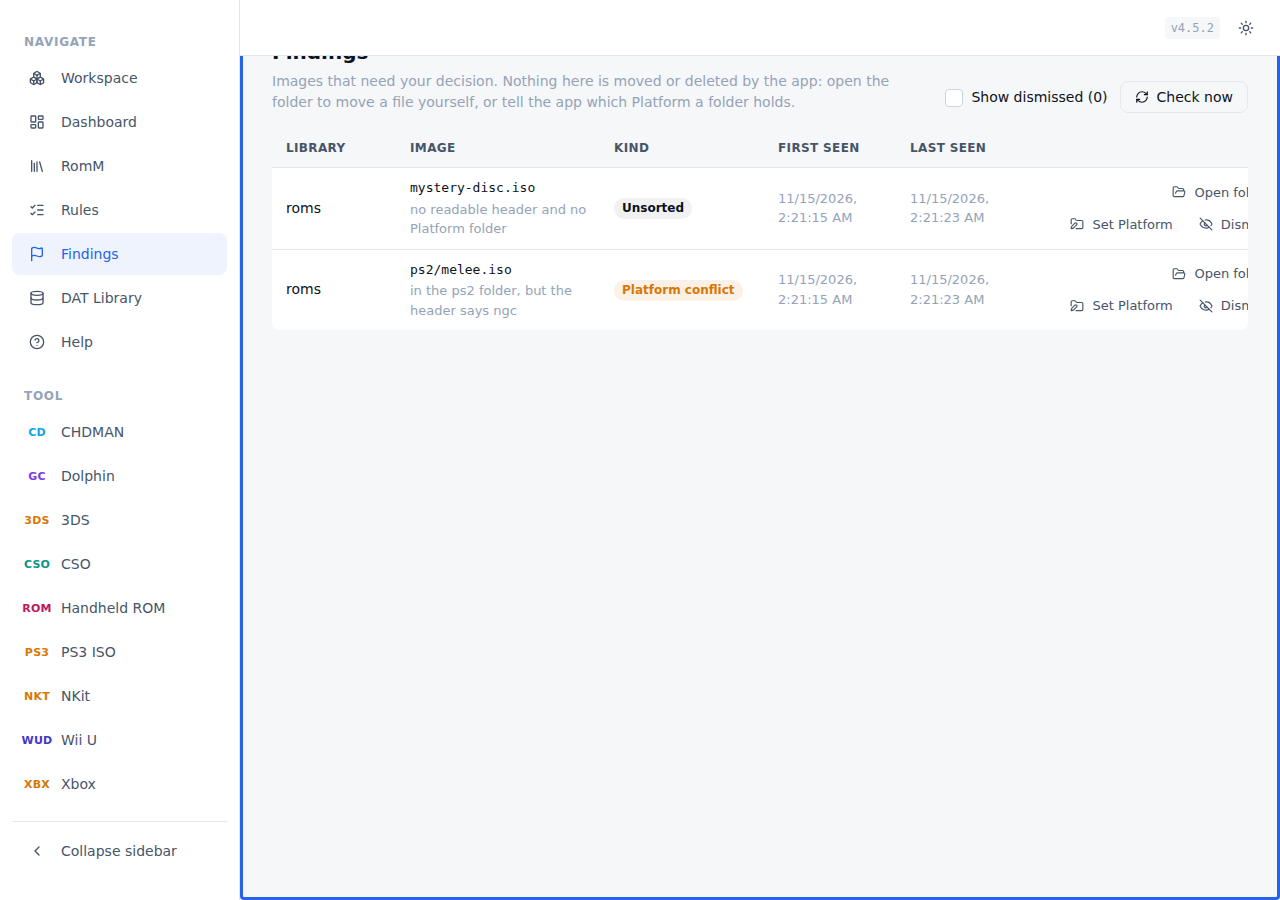 NAVIGATE
Workspace
Dashboard
RomM
Rules
Findings
DAT Library
Help
TOOL
CD CHDMAN
GC Dolphin
3DS 3DS
CSO CSO
ROM Handheld ROM
PS3 PS3 ISO
NKT NKit
WUD Wii U
XBX Xbox
Collapse sidebar
v4.5.2
Findings
Images that need your decision. Nothing here is moved or deleted by the app: open the
folder to move a file yourself, or tell the app which Platform a folder holds.
Show dismissed (0) Check now
LIBRARY IMAGE KIND FIRST SEEN LAST SEEN
roms
mystery-disc.iso
no readable header and no
Platform folder
Unsorted
11/15/2026,
2:21:15 AM
11/15/2026,
2:21:23 AM
Open fol
Set Platform Disn
roms
ps2/melee.iso
in the ps2 folder, but the
header says ngc
Platform conflict
11/15/2026,
2:21:15 AM
11/15/2026,
2:21:23 AM
Open fol
Set Platform Disn